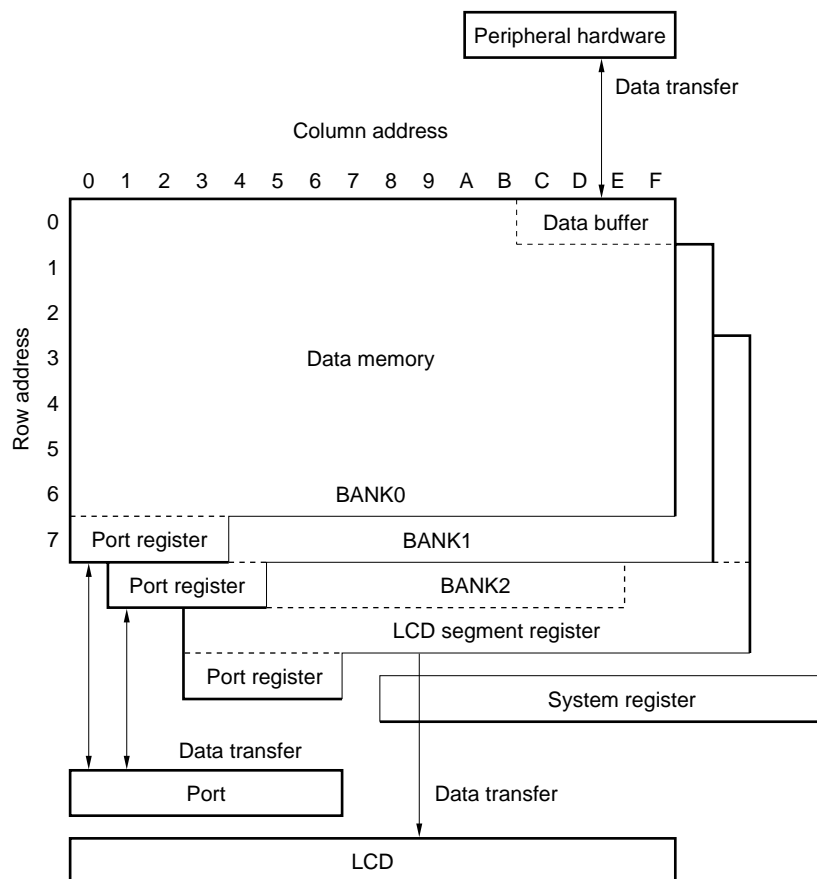 Peripheral hardware
Data transfer
Column address
0 1 2 3 4 5 6 7 8 9 A B C D E F
0
Data buffer
1
2
Row address
3
Data memory
4
5
6
BANK0
7
Port register
BANK1
Port register
BANK2
LCD segment register
Port register
System register
Data transfer
Port
Data transfer
LCD